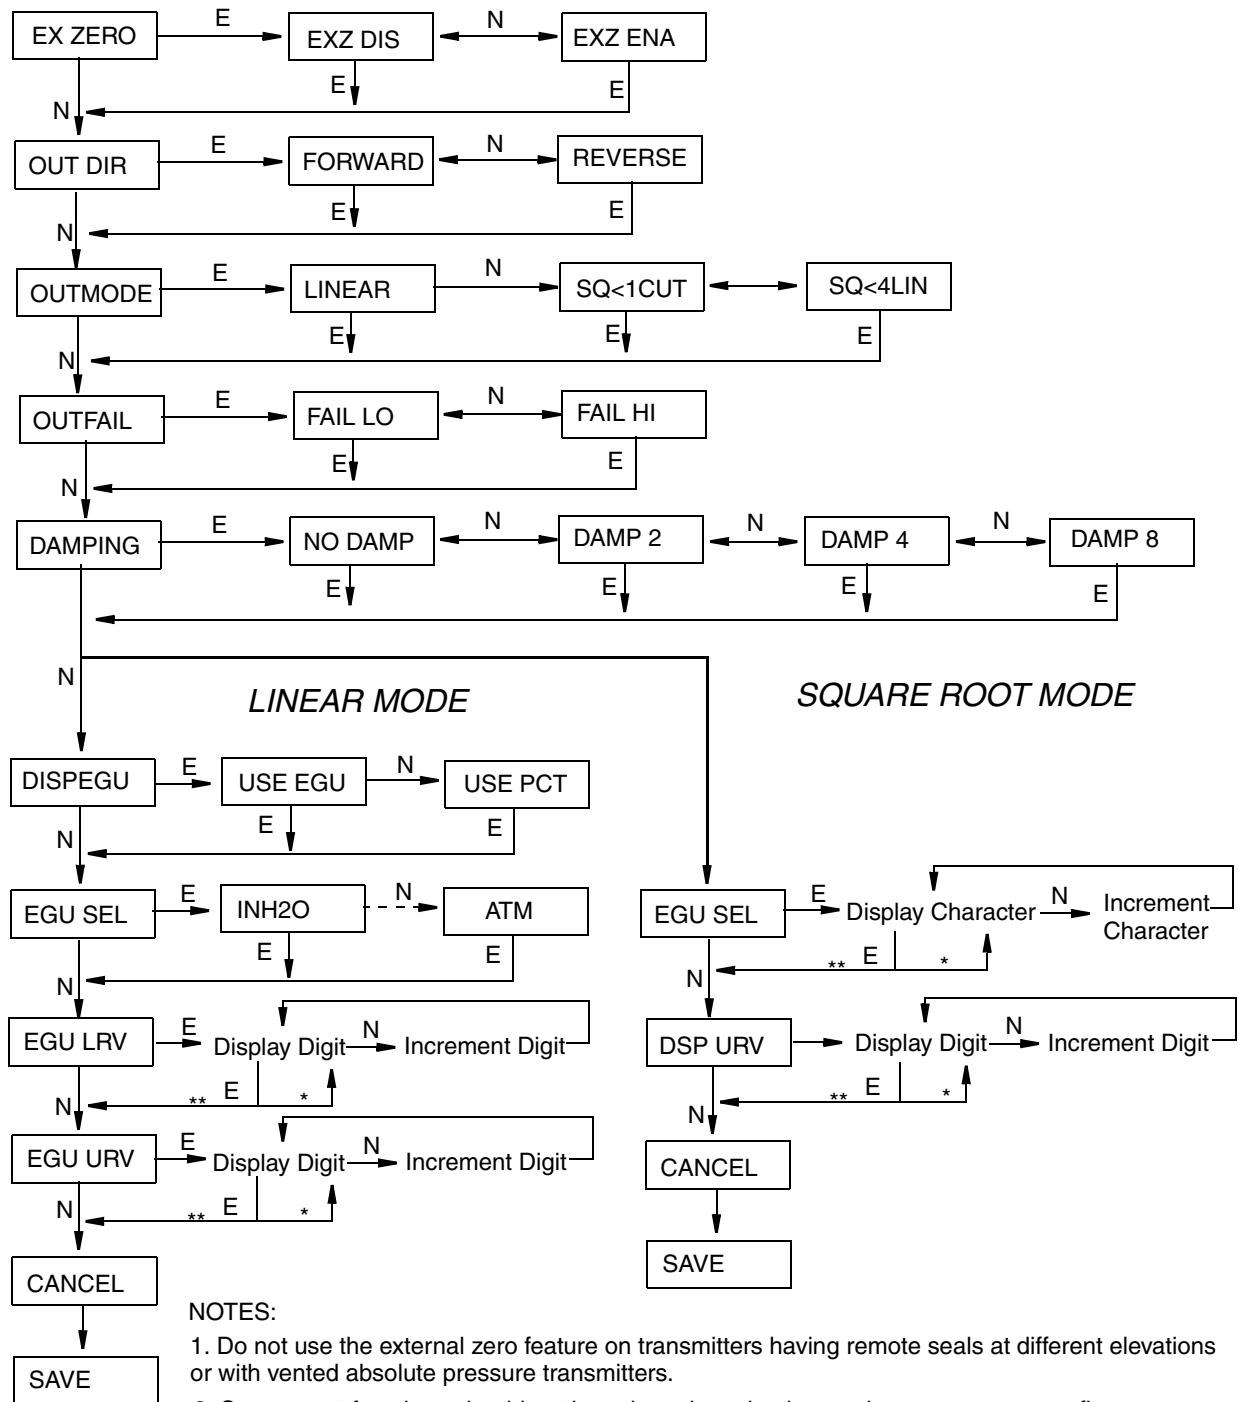 E
N
EX ZERO
EXZ DIS
EXZ ENA
E
E
N
E
N
OUT DIR
FORWARD
REVERSE
E
E
N
E
N
OUTMODE
LINEAR
SQ<1CUT
SQ<4LIN
E
E
E
N
E
N
OUTFAIL
FAIL LO
FAIL HI
E
E
N
E
N
N
N
DAMPING
NO DAMP
DAMP 2
DAMP 4
DAMP 8
E
E
E
E
N
LINEAR MODE
SQUARE ROOT MODE
E
N
DISPEGU
USE EGU
USE PCT
E
E
N
E
N
EGU SEL
INH2O
ATM
E
E
N
E
N
EGU LRV
Display Digit
Increment Digit
** E *
N
E
N
EGU URV
Display Digit
Increment Digit
** E *
N
CANCEL
SAVE
E
N
EGU SEL
Display Character
Increment
Character
** E *
N
N
DSP URV
Display Digit
Increment Digit
** E *
N
CANCEL
SAVE
NOTES:
1. Do not use the external zero feature on transmitters having remote seals at different elevations
or with vented absolute pressure transmitters.